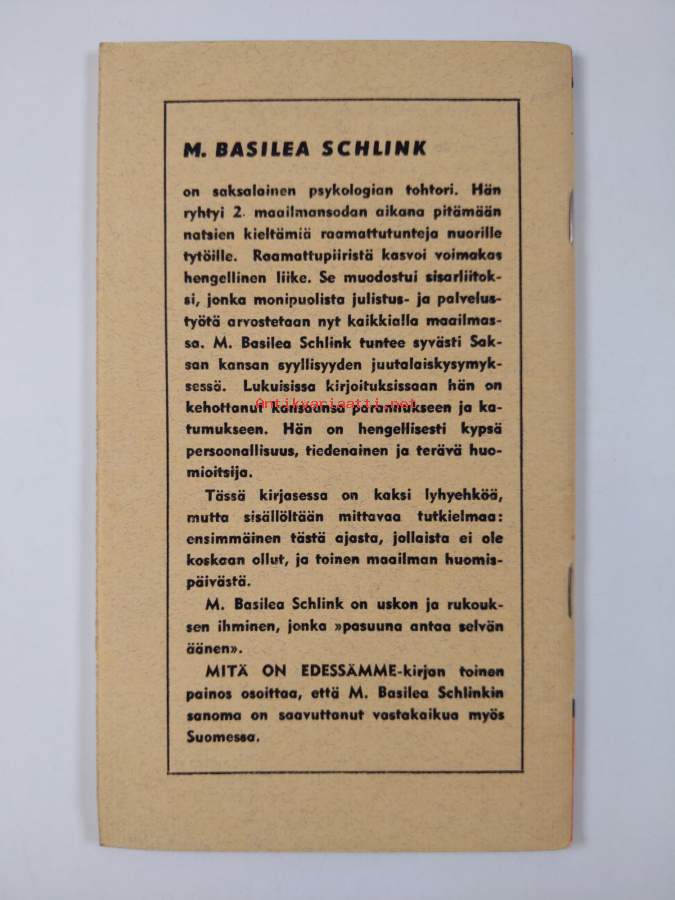 M. BASILEA SCHLINK
on saksalainen psykologian tohtori. Hän
ryhtyi 2. maailmansodan aikana pitämään
natsien kieltämiä raamattutunteja nuorille
tytöille. Raamattupiiristä kasvoi voimakas
hengellinen liike. Se muodostui sisarliitok-
si, jonka monipuolista julistus- ja palvelus-
työtä arvostetaan nyt kaikkialla maailmas-
sa. M. Basilea Schlink tuntee syvästi Sak-
san kansan syyllisyyden juutalaiskysymyk-
sessä. Lukuisissa kirjoituksissaan hän on
kehottanut kansaansa parannukseen ja ka-
Antikvariaatti.net
tumukseen. Hän on hengellisesti kypsä
persoonallisuus, tiedenainen ja terävä huo-
mioitsija.
Tässä kirjasessa on kaksi lyhyehköä,
mutta sisällöltään mittavaa tutkielmaa:
ensimmäinen tästä ajasta, jollaista ei ole
koskaan ollut, ja toinen maailman huomis-
päivästä.
M. Basilea Schlink on uskon ja rukouk-
sen ihminen, jonka »pasuuna antaa selvän
äänen».
MITÄ ON EDESSÄMME-kirjan toinen
painos osoittaa, että M. Basilea Schlinkin
sanoma on saavuttanut vastakaikua myös
Suomessa.